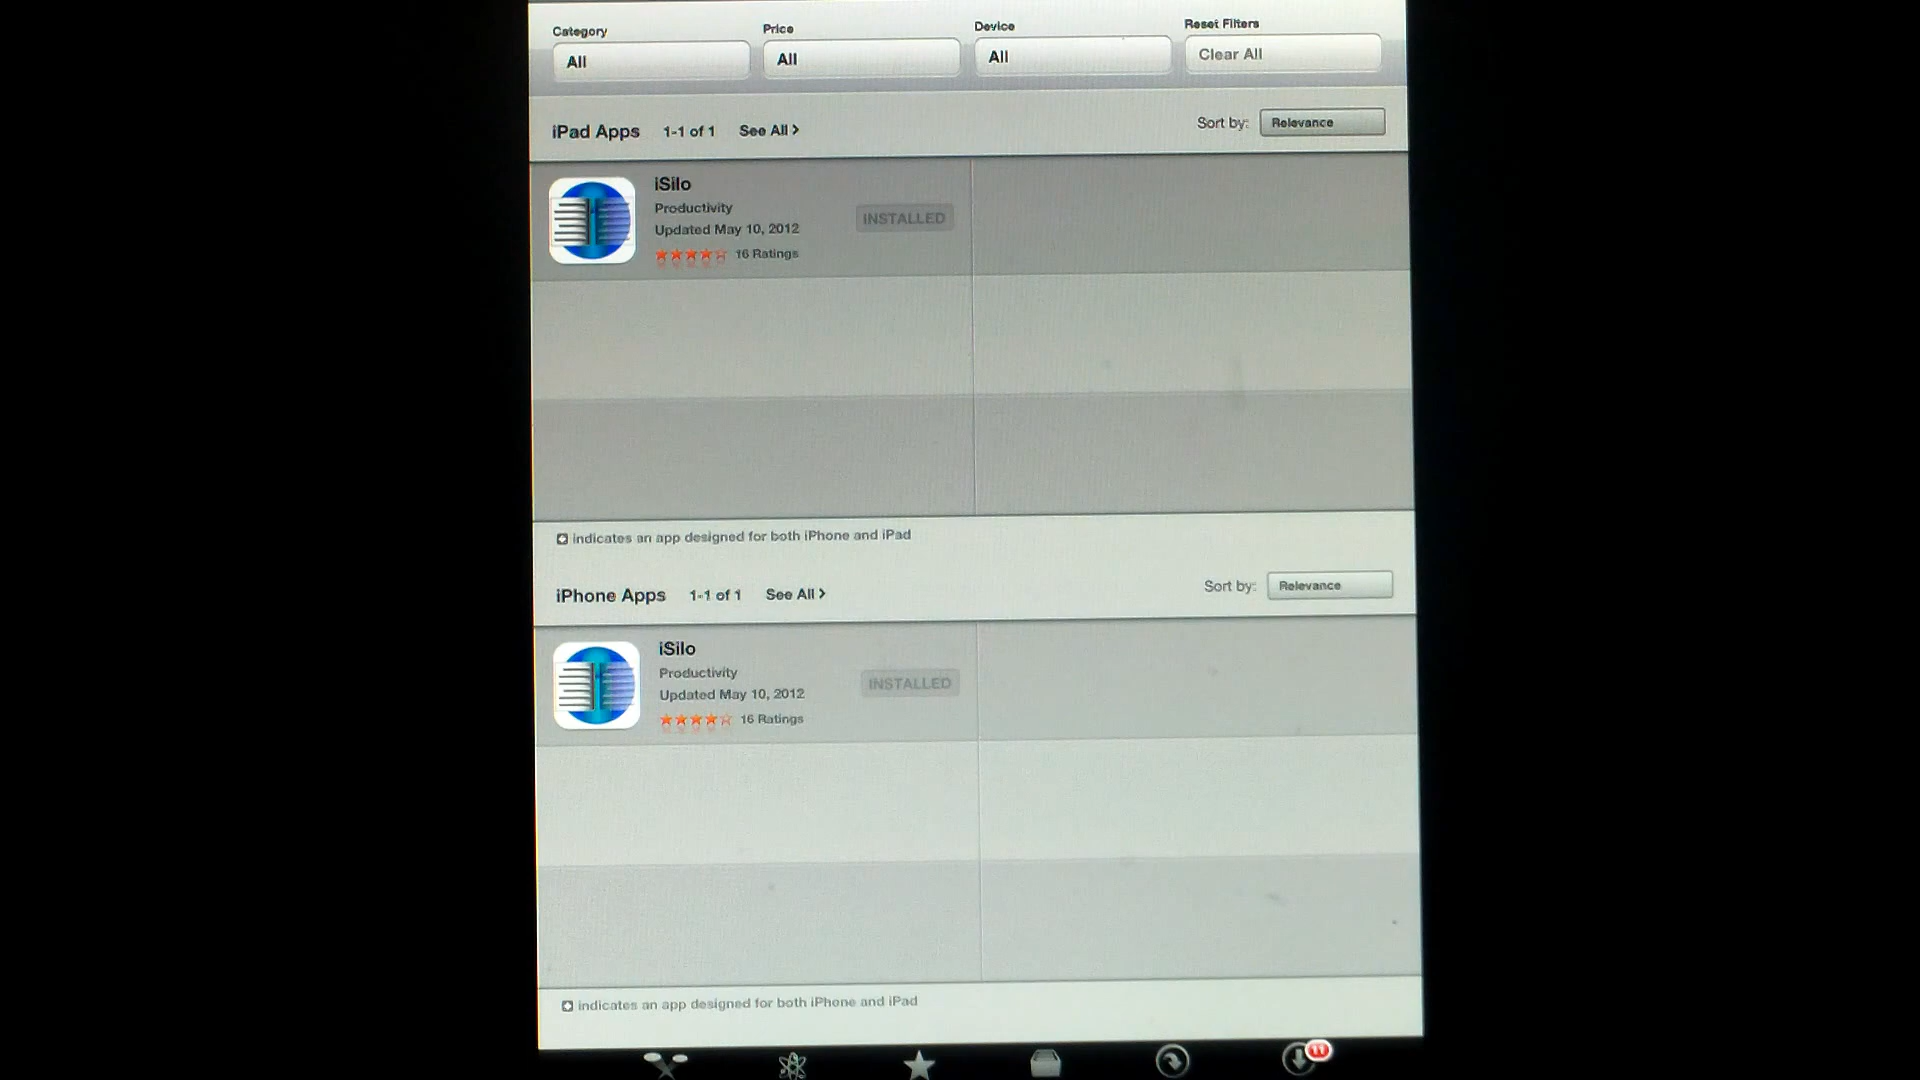 Category Price Device Reset Filters
All All All Clear All
iPad Apps 1-1 of 1 See All > Sort by: Relevance
iSilo
Productivity
Updated May 10, 2012
16 Ratings
INSTALLED
indicates an app designed for both iPhone and iPad
iPhone Apps 1-1 of 1 See All > Sort by: Relevance
iSilo
Productivity
Updated May 10, 2012
16 Ratings
INSTALLED
indicates an app designed for both iPhone and iPad
11